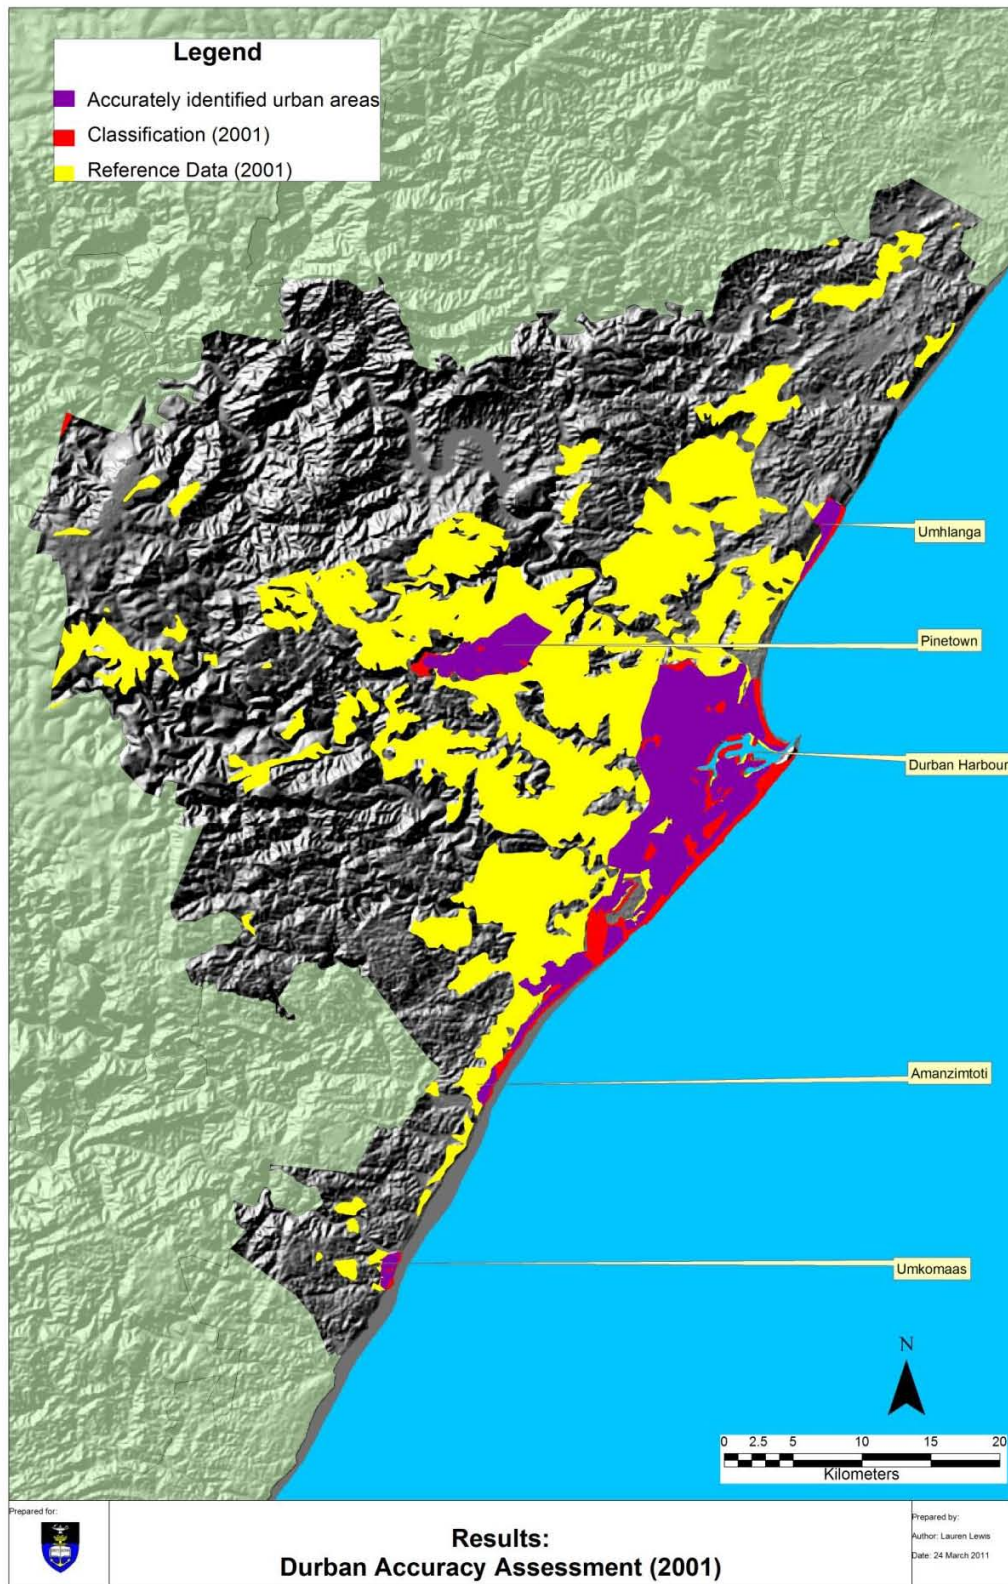 Legend
Accurately identified urban areas
Classification (2001)
Reference Data (2001)
Umhlanga
Pinetown
Durban Harbour
Amanzimtoti
Umkomaas
N
0 2.5 5 10 15 20
Kilometers
Prepared for:
Results:
Durban Accuracy Assessment (2001)
Prepared by:
Author: Lauren Lewis
Date: 24 March 2011